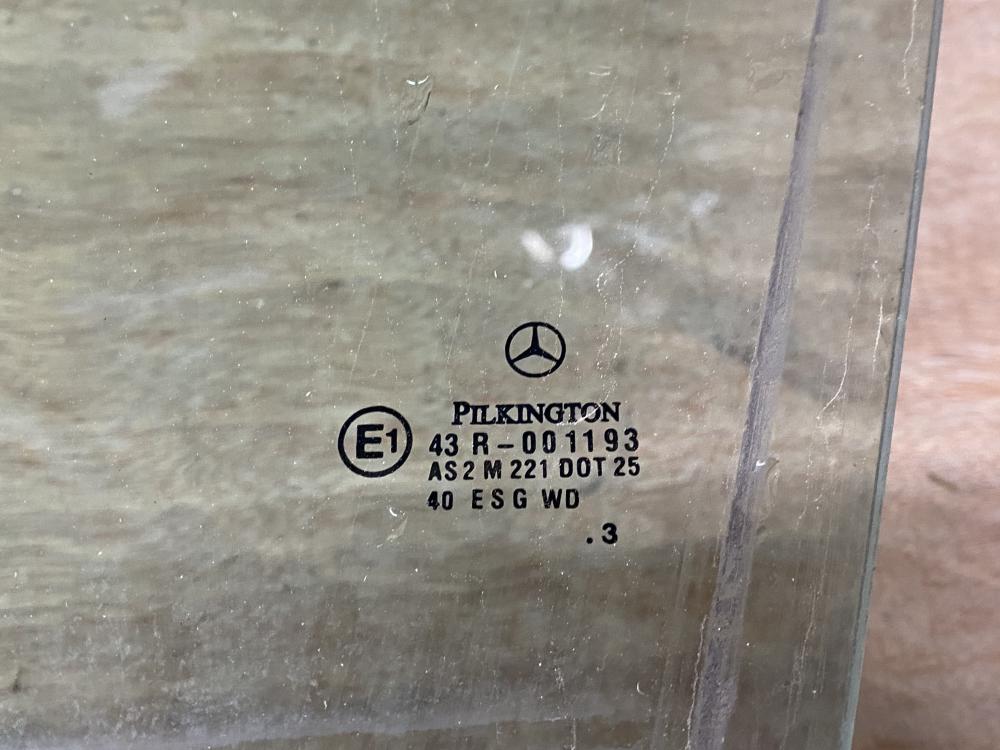 PILKINGTON
E1 43 R-001193
AS2 M 221 DOT 25
40 ESG WD
.3